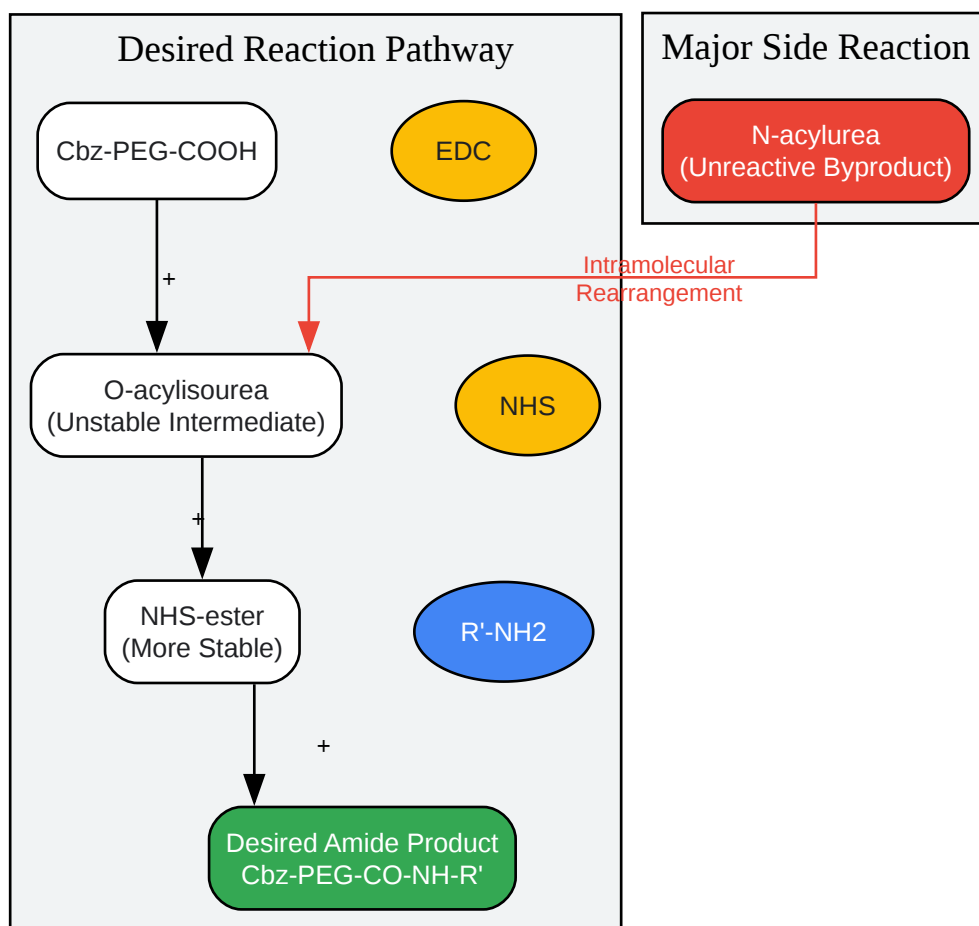 Desired Reaction Pathway
Major Side Reaction
Cbz-PEG-COOH
EDC
N-acylurea
(Unreactive Byproduct)
Intramolecular
Rearrangement
+
O-acylisourea
(Unstable Intermediate)
NHS
+
NHS-ester
(More Stable)
R'-NH2
+
Desired Amide Product
Cbz-PEG-CO-NH-R'